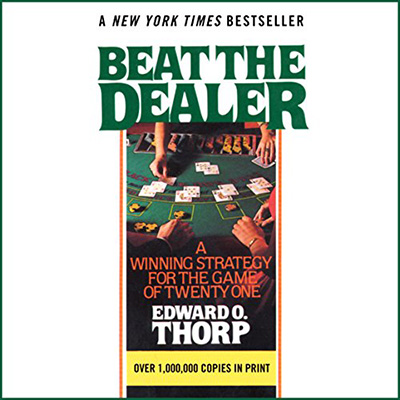 A NEW YORK TIMES BESTSELLER
BEAT THE
DEALER
A
WINNING STRATEGY
FOR THE GAME
OF TWENTY ONE
EDWARD O.
THORP
OVER 1,000,000 COPIES IN PRINT